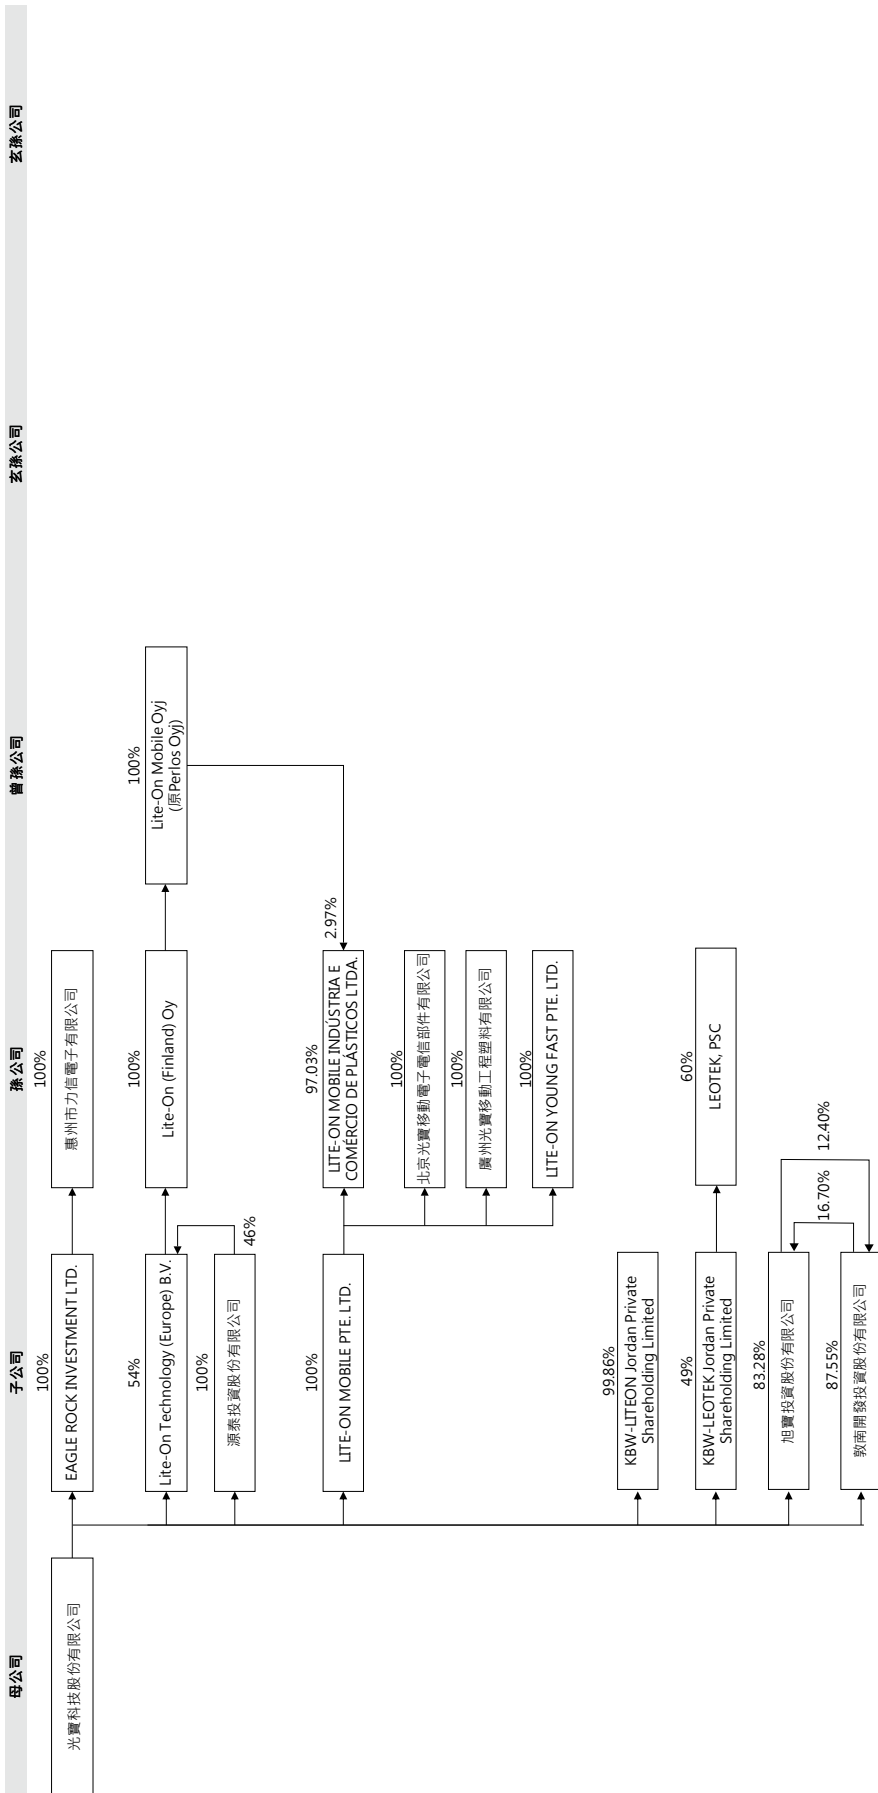 母公司
子公司
孫公司
曾孫公司
玄孫公司
玄孫公司
光寶科技股份有限公司
100%
EAGLE ROCK INVESTMENT LTD.
100%
惠州市力信電子有限公司
54%
Lite-On Technology (Europe) B.V.
100%
Lite-On (Finland) Oy
100%
Lite-On Mobile Oyj
(原Perlos Oyj)
100%
源泰投資股份有限公司
46%
100%
LITE-ON MOBILE PTE. LTD.
97.03%
LITE-ON MOBILE INDÚSTRIA E
COMÉRCIO DE PLÁSTICOS LTDA.
2.97%
100%
北京光寶移動電子電信部件有限公司
100%
廣州光寶移動工程塑料有限公司
100%
LITE-ON YOUNG FAST PTE. LTD.
99.86%
KBW-LITEON Jordan Private
Shareholding Limited
49%
KBW-LEOTEK Jordan Private
Shareholding Limited
60%
LEOTEK, PSC
83.28%
旭寶投資股份有限公司
16.70%
12.40%
87.55%
敦南開發投資股份有限公司